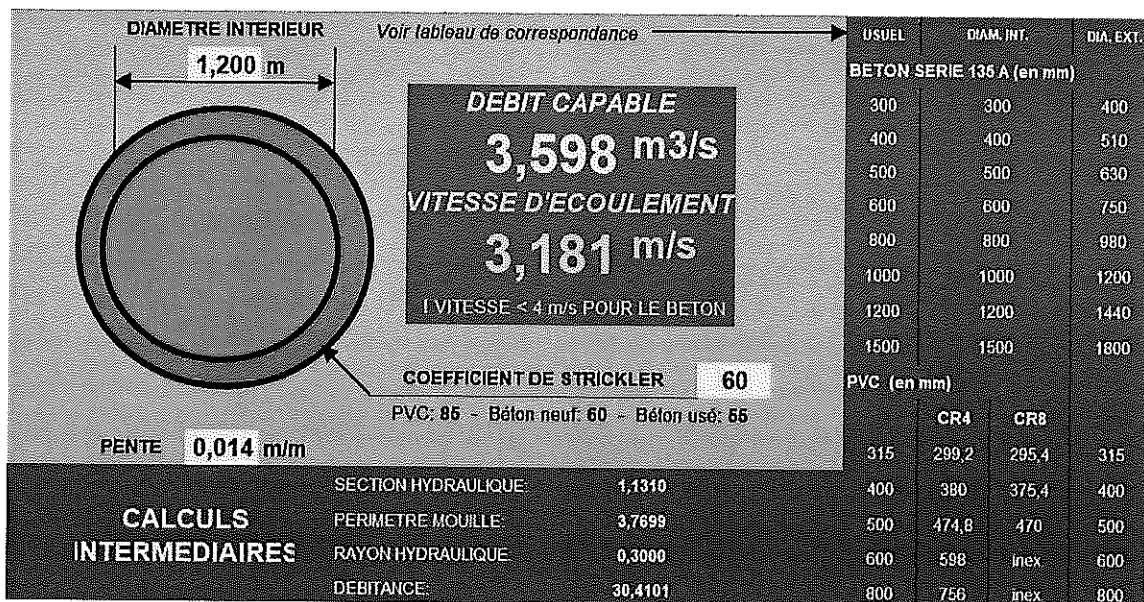 DIAMETRE INTERIEUR
1,200 m
Voir tableau de correspondance
DEBIT CAPABLE
3,598 m3/s
VITESSE D'ECOULEMENT
3,181 m/s
! VITESSE < 4 m/s POUR LE BETON
COEFFICIENT DE STRICKLER 60
PVC: 85 - Béton neuf: 60 - Béton usé: 55
PENTE 0,014 m/m
CALCULS
INTERMEDIAIRES
SECTION HYDRAULIQUE: 1,1310
PERIMETRE MOUILLE: 3,7699
RAYON HYDRAULIQUE: 0,3000
DEBITANCE: 30,4101
USUEL DIAM. INT. DIA. EXT.
BETON SERIE 135 A (en mm)
300 300 400
400 400 510
500 500 630
600 600 750
800 800 980
1000 1000 1200
1200 1200 1440
1500 1500 1800
PVC (en mm)
CR4 CR8
315 299,2 295,4 315
400 380 375,4 400
500 474,8 470 500
600 598 inex 600
800 756 inex 800